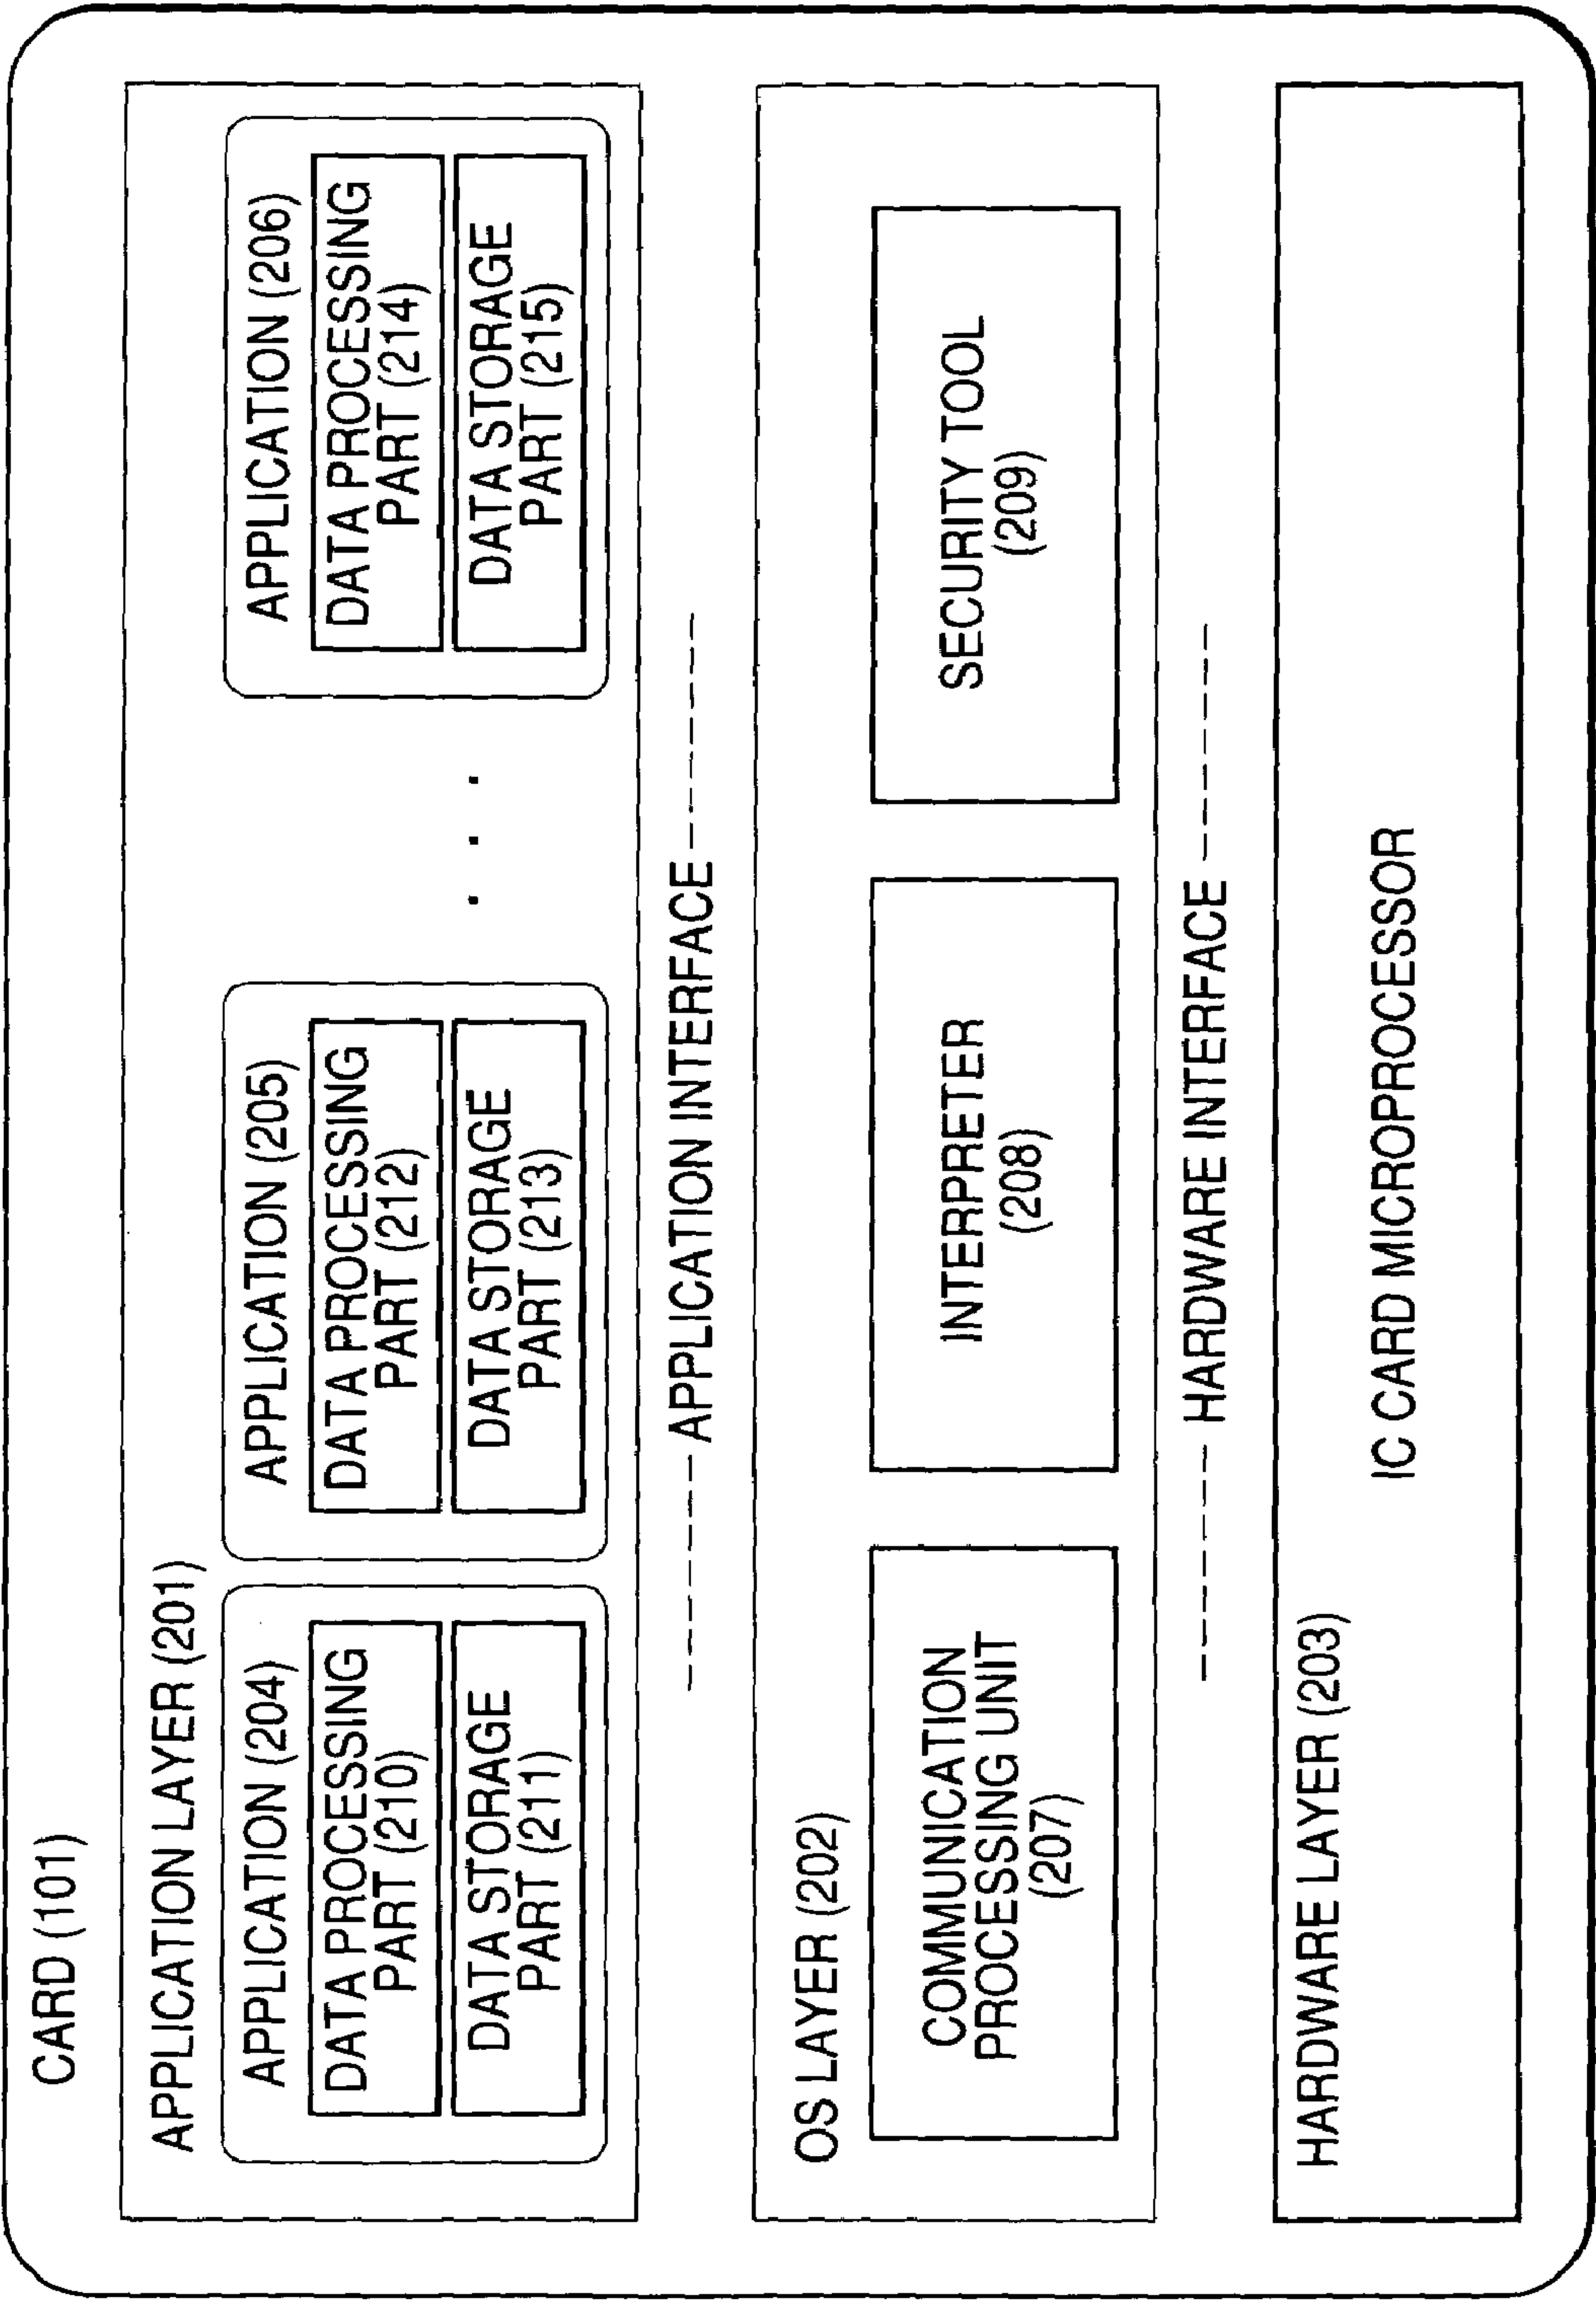 CARD (101)
APPLICATION LAYER (201)
APPLICATION (204)
DATA PROCESSING
PART (210)
DATA STORAGE
PART (211)
APPLICATION (205)
DATA PROCESSING
PART (212)
DATA STORAGE
PART (213)
. . .
APPLICATION (206)
DATA PROCESSING
PART (214)
DATA STORAGE
PART (215)
APPLICATION INTERFACE
OS LAYER (202)
COMMUNICATION
PROCESSING UNIT
(207)
INTERPRETER
(208)
SECURITY TOOL
(209)
HARDWARE INTERFACE
HARDWARE LAYER (203)
IC CARD MICROPROCESSOR